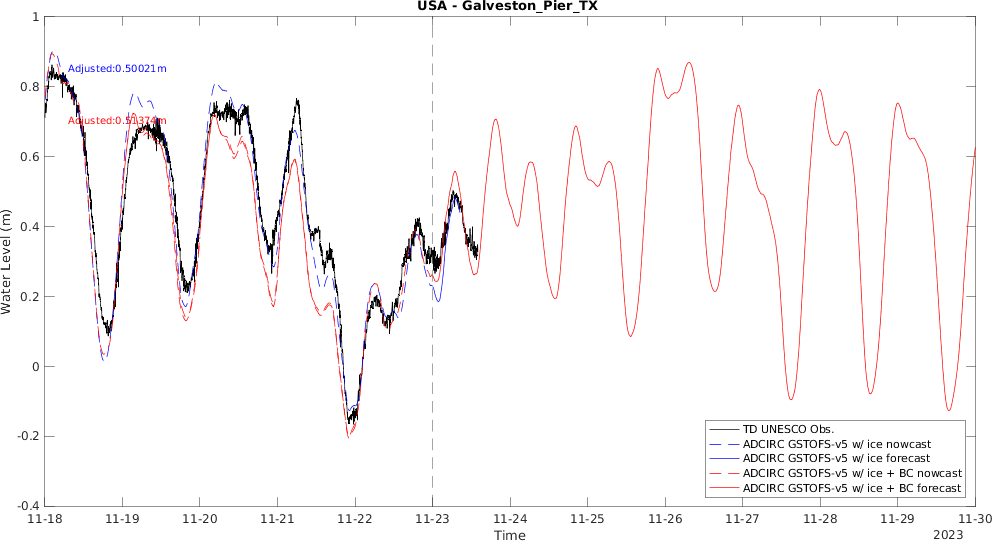 USA - Galveston_Pier_TX
1
0.8
0.6
0.4
0.2
0
-0.2
-0.4
Water Level (m)
Adjusted:0.50021m
Adjusted:0.51374m
TD UNESCO Obs.
ADCIRC GSTOFS-v5 w/ ice nowcast
ADCIRC GSTOFS-v5 w/ ice forecast
ADCIRC GSTOFS-v5 w/ ice + BC nowcast
ADCIRC GSTOFS-v5 w/ ice + BC forecast
11-18 11-19 11-20 11-21 11-22 11-23 11-24 11-25 11-26 11-27 11-28 11-29 11-30
Time
2023